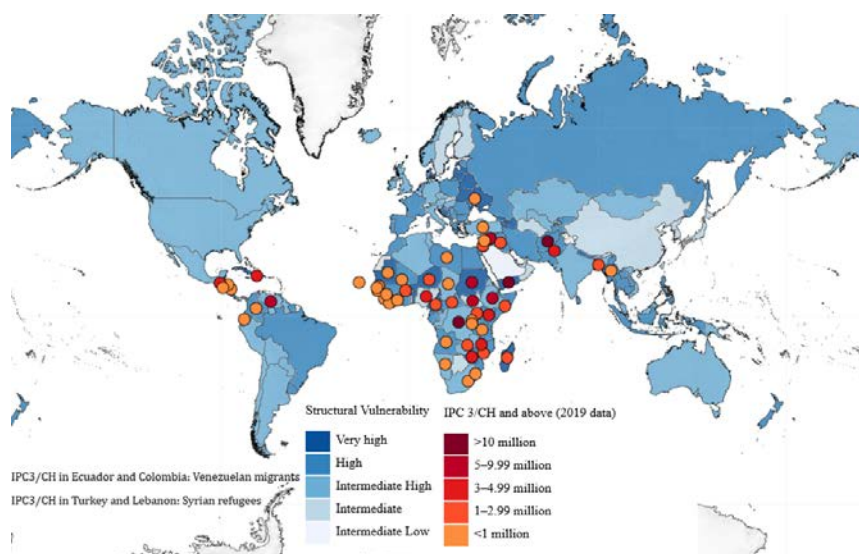 Structural Vulnerability
Very high
High
Intermediate High
Intermediate
Intermediate Low
IPC 3/CH and above (2019 data)
>10 million
5–9.99 million
3–4.99 million
1–2.99 million
<1 million
IPC3/CH in Ecuador and Colombia: Venezuelan migrants
IPC3/CH in Turkey and Lebanon: Syrian refugees